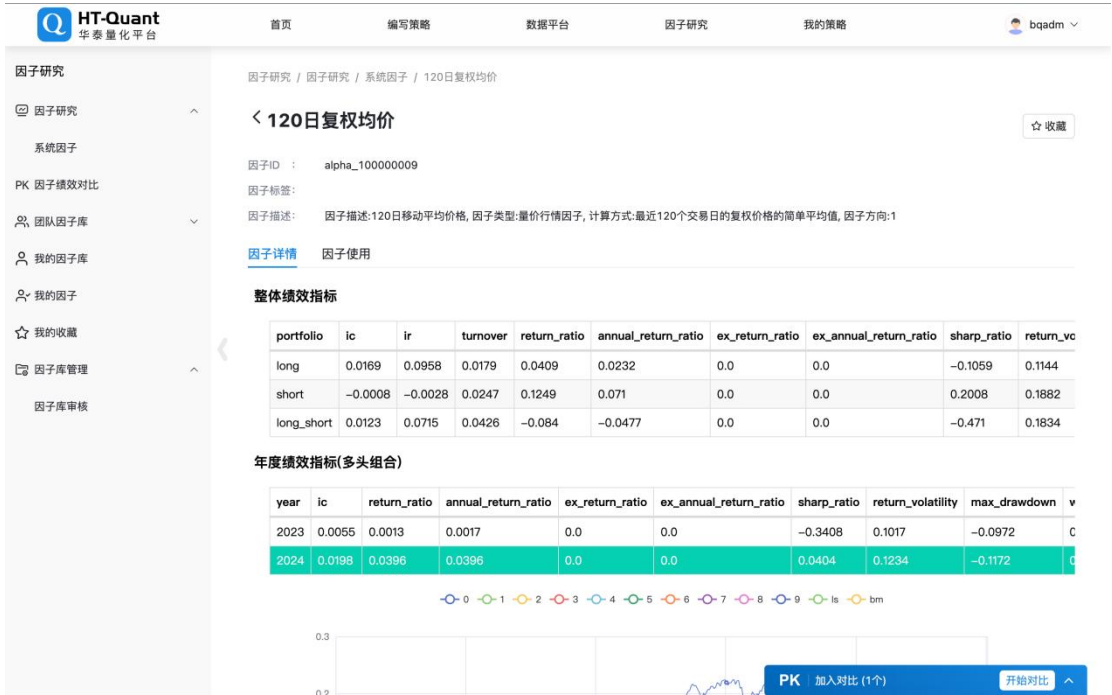 HT-Quant
华泰量化平台
首页 编写策略 数据平台 因子研究 我的策略 bqadm
因子研究
因子研究
系统因子
PK 因子绩效对比
团队因子库
我的因子库
我的因子
我的收藏
因子库管理
因子库审核
因子研究 / 因子研究 / 系统因子 / 120日复权均价
120日复权均价
收藏
因子ID : alpha_100000009
因子标签:
因子描述: 因子描述:120日移动平均价格, 因子类型:量价行情因子, 计算方式:最近120个交易日的复权价格的简单平均值, 因子方向:1
因子详情 因子使用
整体绩效指标
portfolio ic ir turnover return_ratio annual_return_ratio ex_return_ratio ex_annual_return_ratio sharp_ratio return_vo
long 0.0169 0.0958 0.0179 0.0409 0.0232 0.0 0.0 −0.1059 0.1144
short −0.0008 −0.0028 0.0247 0.1249 0.071 0.0 0.0 0.2008 0.1882
long_short 0.0123 0.0715 0.0426 −0.084 −0.0477 0.0 0.0 −0.471 0.1834
年度绩效指标(多头组合)
year ic return_ratio annual_return_ratio ex_return_ratio ex_annual_return_ratio sharp_ratio return_volatility max_drawdown
2023 0.0055 0.0013 0.0017 0.0 0.0 −0.3408 0.1017 −0.0972
2024 0.0198 0.0396 0.0396 0.0 0.0 0.0404 0.1234 −0.1172
0 1 2 3 4 5 6 7 8 9 ls bm
0.3
0.2
PK 加入对比 (1个) 开始对比